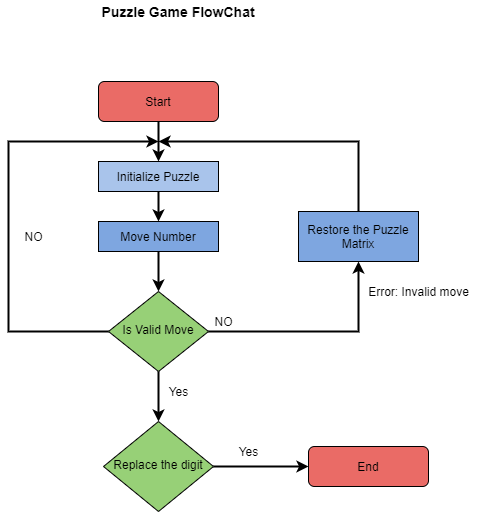 Puzzle Game FlowChat
Start
Initialize Puzzle
NO
Move Number
Restore the Puzzle
Matrix
Error: Invalid move
NO
Is Valid Move
Yes
Replace the digit
Yes
End